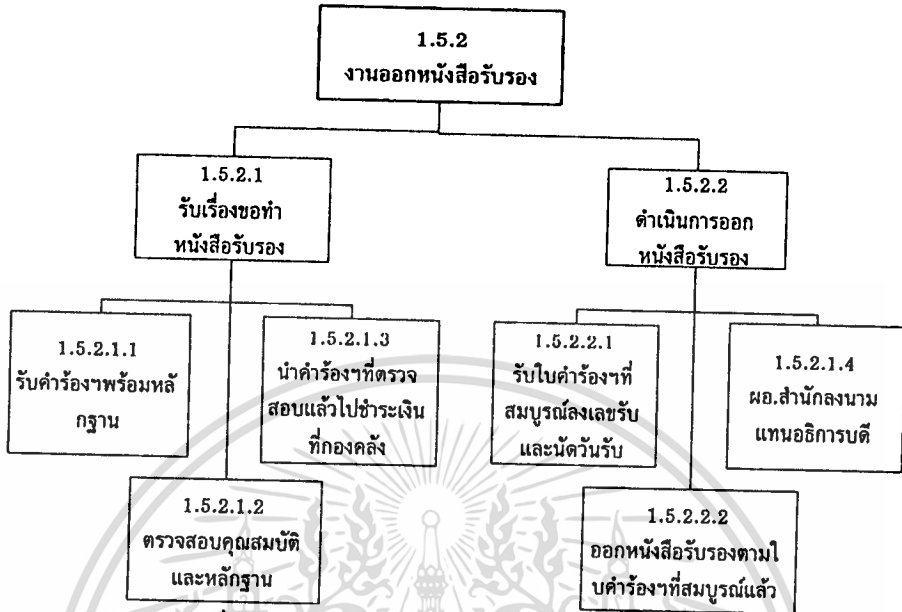 1.5.2
งานออกหนังสือรับรอง
1.5.2.1
รับเรื่องขอทำ
หนังสือรับรอง
1.5.2.2
ดำเนินการออก
หนังสือรับรอง
1.5.2.1.1
รับคำร้องฯพร้อมหลั
กฐาน
1.5.2.1.3
นำคำร้องฯที่ตรวจ
สอบแล้วไปชำระเงิน
ที่กองคลัง
1.5.2.2.1
รับใบคำร้องฯที่
สมบูรณ์ลงเลขรับ
และนัดวันรับ
1.5.2.1.4
ผอ.สำนักลงนาม
แทนอธิการบดี
1.5.2.1.2
ตรวจสอบคุณสมบัติ
และหลักฐาน
1.5.2.2.2
ออกหนังสือรับรองตามใ
บคำร้องฯที่สมบูรณ์แล้ว